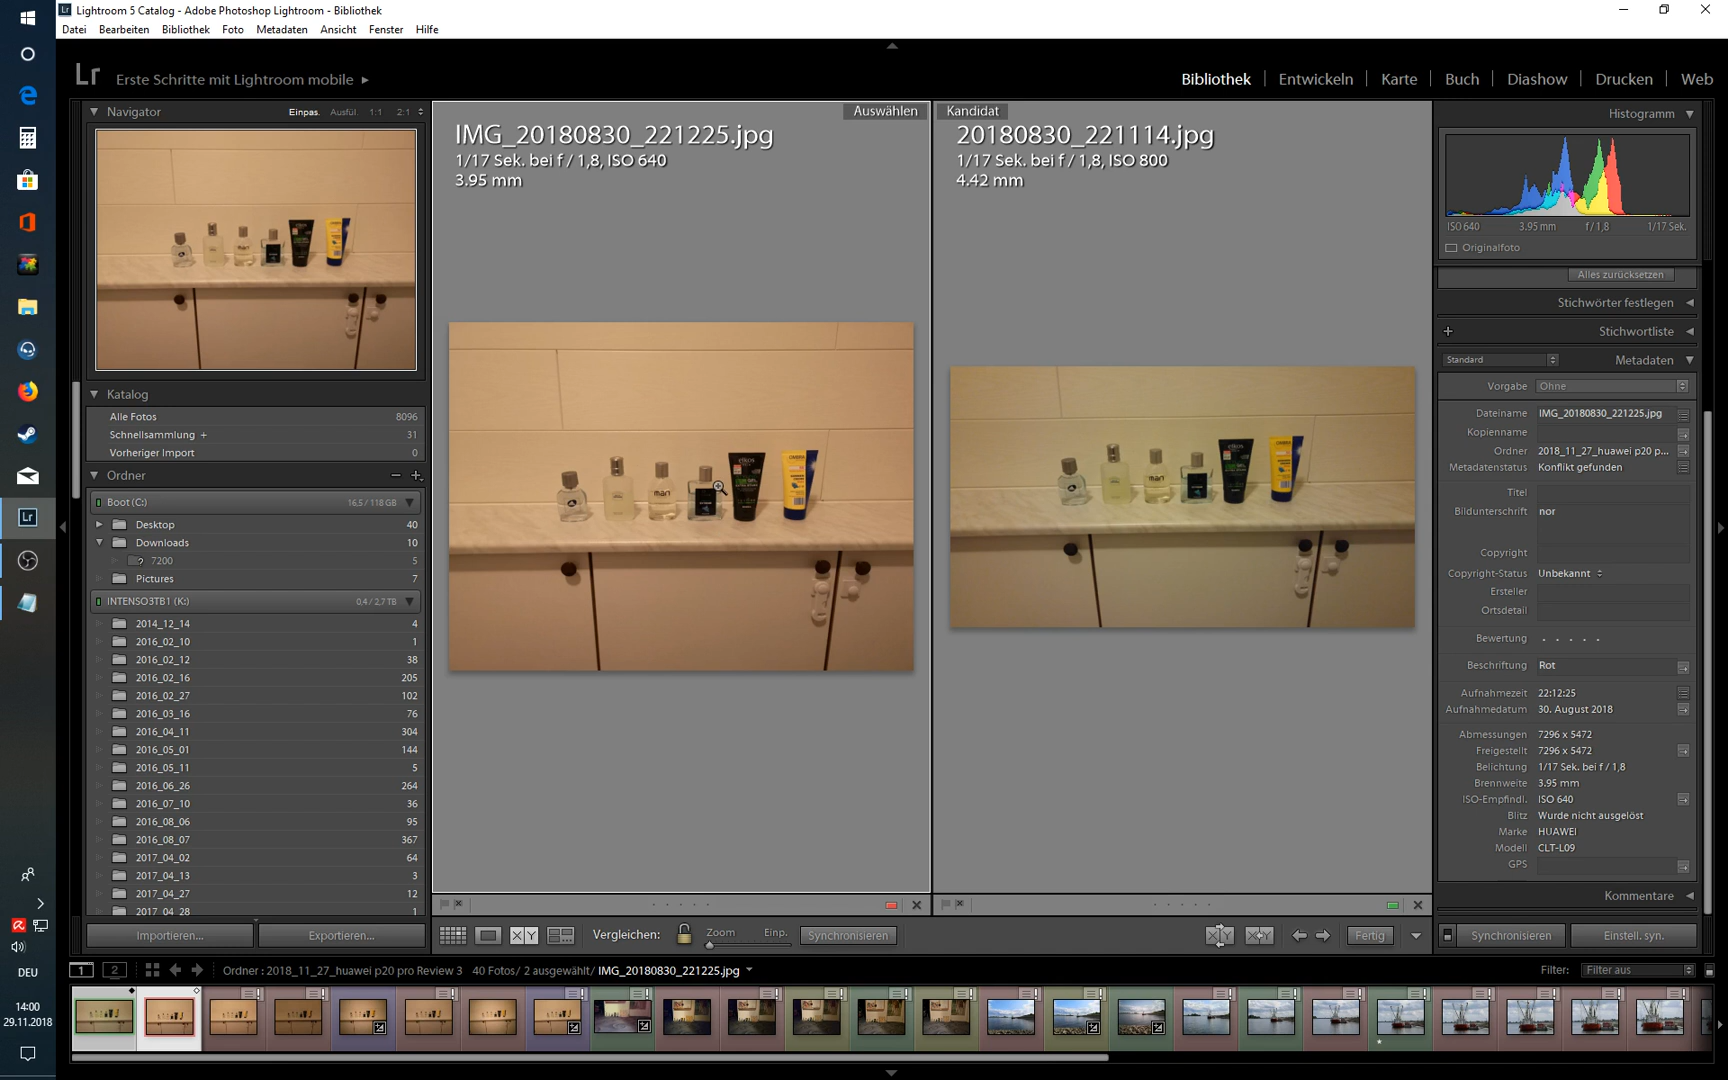 Lr Lightroom 5 Catalog - Adobe Photoshop Lightroom - Bibliothek
Datei Bearbeiten Bibliothek Foto Metadaten Ansicht Fenster Hilfe
Lr Erste Schritte mit Lightroom mobile
Bibliothek Entwickeln Karte Buch Diashow Drucken Web
Navigator Einpas. Ausfül. 1:1 2:1
Katalog
Alle Fotos 8096
Schnellsammlung + 31
Vorheriger Import 0
Ordner
Boot (C:) 16,5 / 118 GB
Desktop 40
Downloads 10
7200 5
Pictures 7
INTENSO3TB1 (K:) 0,4 / 2,7 TB
2014_12_14 4
2016_02_10 1
2016_02_12 38
2016_02_16 205
2016_02_27 102
2016_03_16 76
2016_04_11 304
2016_05_01 144
2016_05_11 5
2016_06_26 264
2016_07_10 36
2016_08_06 95
2016_08_07 367
2017_04_02 64
2017_04_13 3
2017_04_27 12
2017_04_28 1
Importieren... Exportieren...
Auswählen
IMG_20180830_221225.jpg
1/17 Sek. bei f / 1,8, ISO 640
3.95 mm
man
Kandidat
20180830_221114.jpg
1/17 Sek. bei f / 1,8, ISO 800
4.42 mm
man
Vergleichen: Zoom Einp. Synchronisieren
Fertig
Histogramm
ISO 640 3.95 mm f / 1,8 1/17 Sek.
Originalfoto
Alles zurücksetzen
Stichwörter festlegen
Stichwortliste
Standard Metadaten
Vorgabe Ohne
Dateiname IMG_20180830_221225.jpg
Kopienname
Ordner 2018_11_27_huawei p20 p...
Metadatenstatus Konflikt gefunden
Titel
Bildunterschrift nor
Copyright
Copyright-Status Unbekannt
Ersteller
Ortsdetail
Bewertung
Beschriftung Rot
Aufnahmezeit 22:12:25
Aufnahmedatum 30. August 2018
Abmessungen 7296 x 5472
Freigestellt 7296 x 5472
Belichtung 1/17 Sek. bei f / 1,8
Brennweite 3.95 mm
ISO-Empfindl. ISO 640
Blitz Wurde nicht ausgelöst
Marke HUAWEI
Modell CLT-L09
GPS
Kommentare
Synchronisieren Einstell. syn.
1 2 Ordner : 2018_11_27_huawei p20 pro Review 3 40 Fotos/ 2 ausgewählt/ IMG_20180830_221225.jpg
Filter: Filter aus
DEU
14:00
29.11.2018